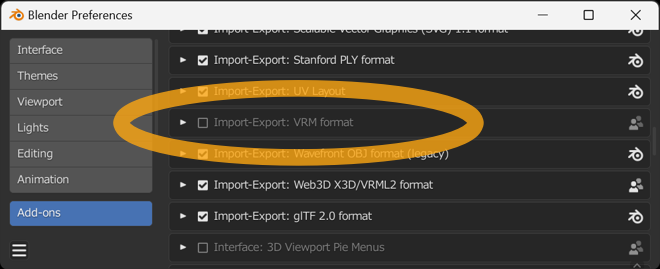 Blender Preferences
Interface
Themes
Viewport
Lights
Editing
Animation
Add-ons
Import-Export: Scalable Vector Graphics (SVG) 1.1 format
Import-Export: Stanford PLY format
Import-Export: UV Layout
Import-Export: VRM format
Import-Export: Wavefront OBJ format (legacy)
Import-Export: Web3D X3D/VRML2 format
Import-Export: glTF 2.0 format
Interface: 3D Viewport Pie Menus